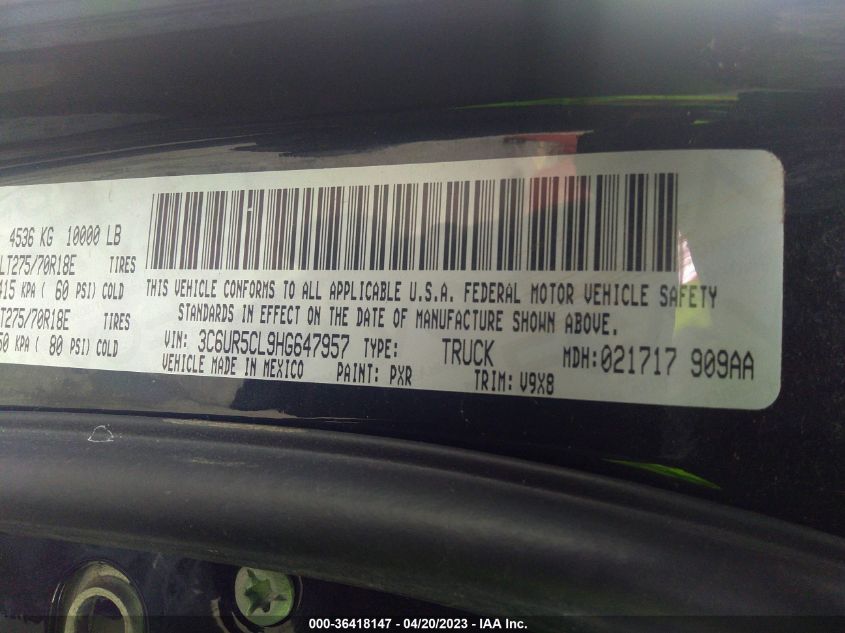 4536 KG 10000 LB
LT275/70R18E TIRES
415 KPA ( 60 PSI) COLD
LT275/70R18E TIRES
50 KPA ( 80 PSI) COLD
THIS VEHICLE CONFORMS TO ALL APPLICABLE U.S.A. FEDERAL MOTOR VEHICLE SAFETY
STANDARDS IN EFFECT ON THE DATE OF MANUFACTURE SHOWN ABOVE.
VIN: 3C6UR5CL9HG647957 TYPE: TRUCK MDH:021717 909AA
VEHICLE MADE IN MEXICO PAINT: PXR TRIM: V9X8
000-36418147 - 04/20/2023 - IAA Inc.